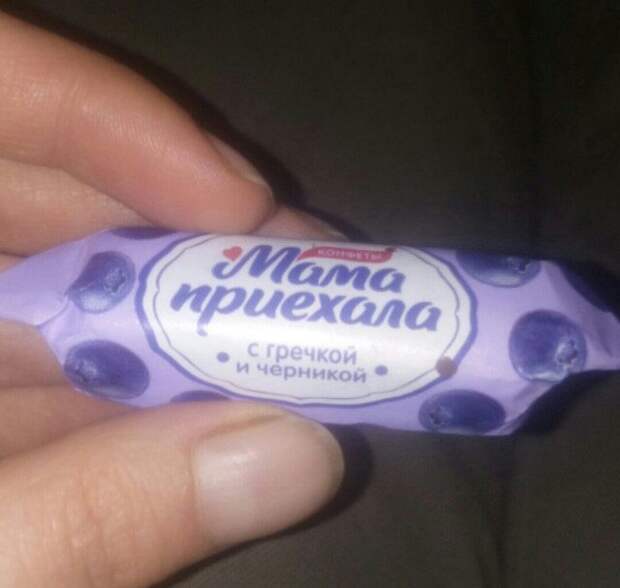 КОНФЕТЫ
Мама
приехала
с гречкой
и черникой